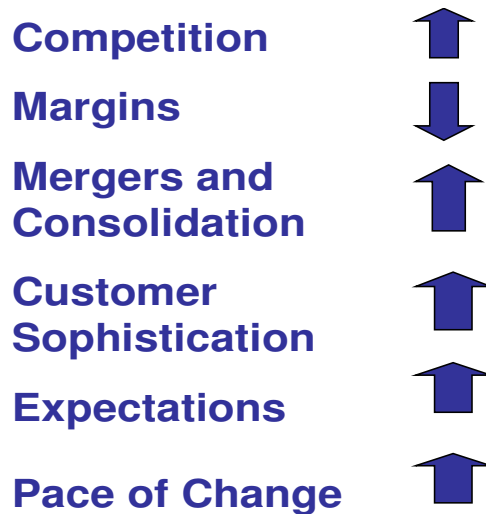 Competition
Margins
Mergers and
Consolidation
Customer
Sophistication
Expectations
Pace of Change